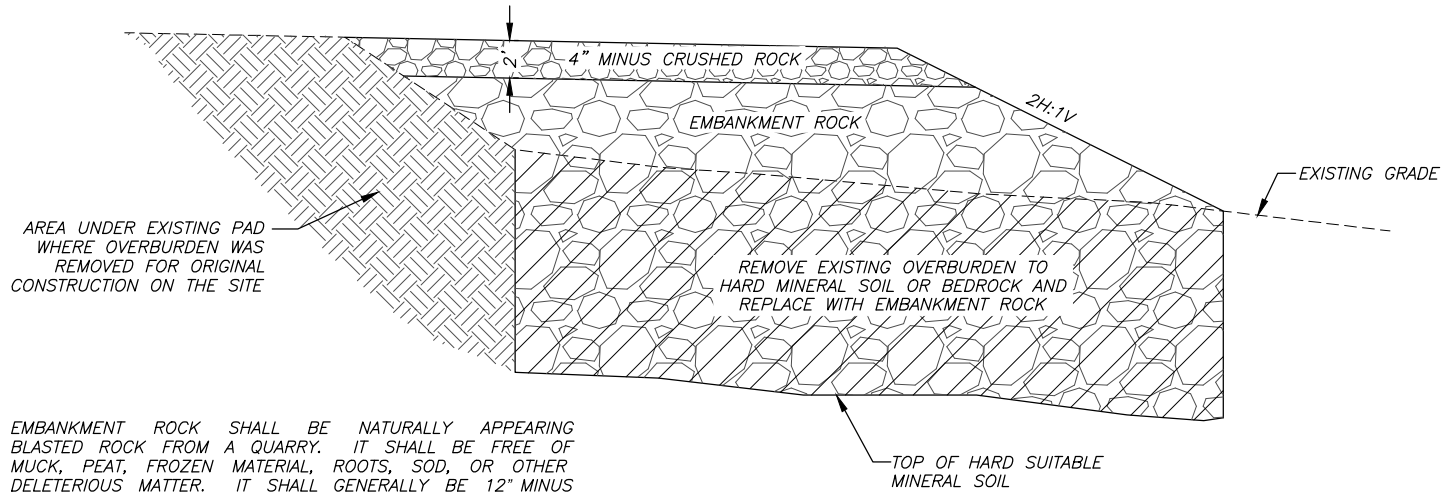 2'
4" MINUS CRUSHED ROCK
2H:1V
EMBANKMENT ROCK
EXISTING GRADE
AREA UNDER EXISTING PAD
WHERE OVERBURDEN WAS
REMOVED FOR ORIGINAL
CONSTRUCTION ON THE SITE
REMOVE EXISTING OVERBURDEN TO
HARD MINERAL SOIL OR BEDROCK AND
REPLACE WITH EMBANKMENT ROCK
EMBANKMENT ROCK SHALL BE NATURALLY APPEARING
BLASTED ROCK FROM A QUARRY. IT SHALL BE FREE OF
MUCK, PEAT, FROZEN MATERIAL, ROOTS, SOD, OR OTHER
DELETERIOUS MATTER. IT SHALL GENERALLY BE 12" MINUS
TOP OF HARD SUITABLE
MINERAL SOIL